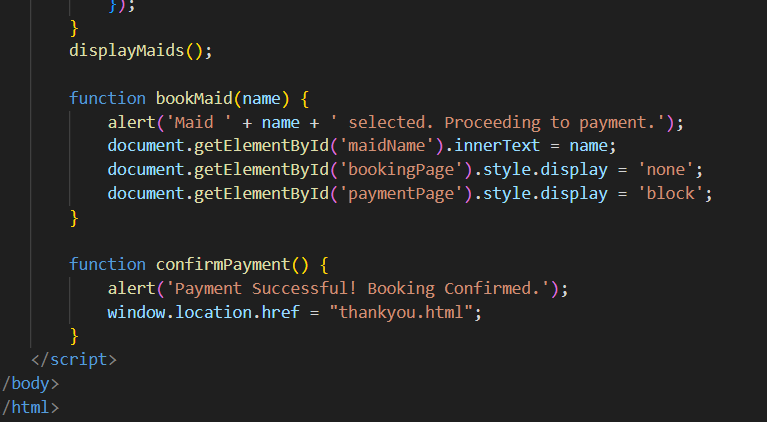 });
}
displayMaids();
function bookMaid(name) {
alert('Maid ' + name + ' selected. Proceeding to payment.');
document.getElementById('maidName').innerText = name;
document.getElementById('bookingPage').style.display = 'none';
document.getElementById('paymentPage').style.display = 'block';
}
function confirmPayment() {
alert('Payment Successful! Booking Confirmed.');
window.location.href = "thankyou.html";
}
</script>
/body>
/html>